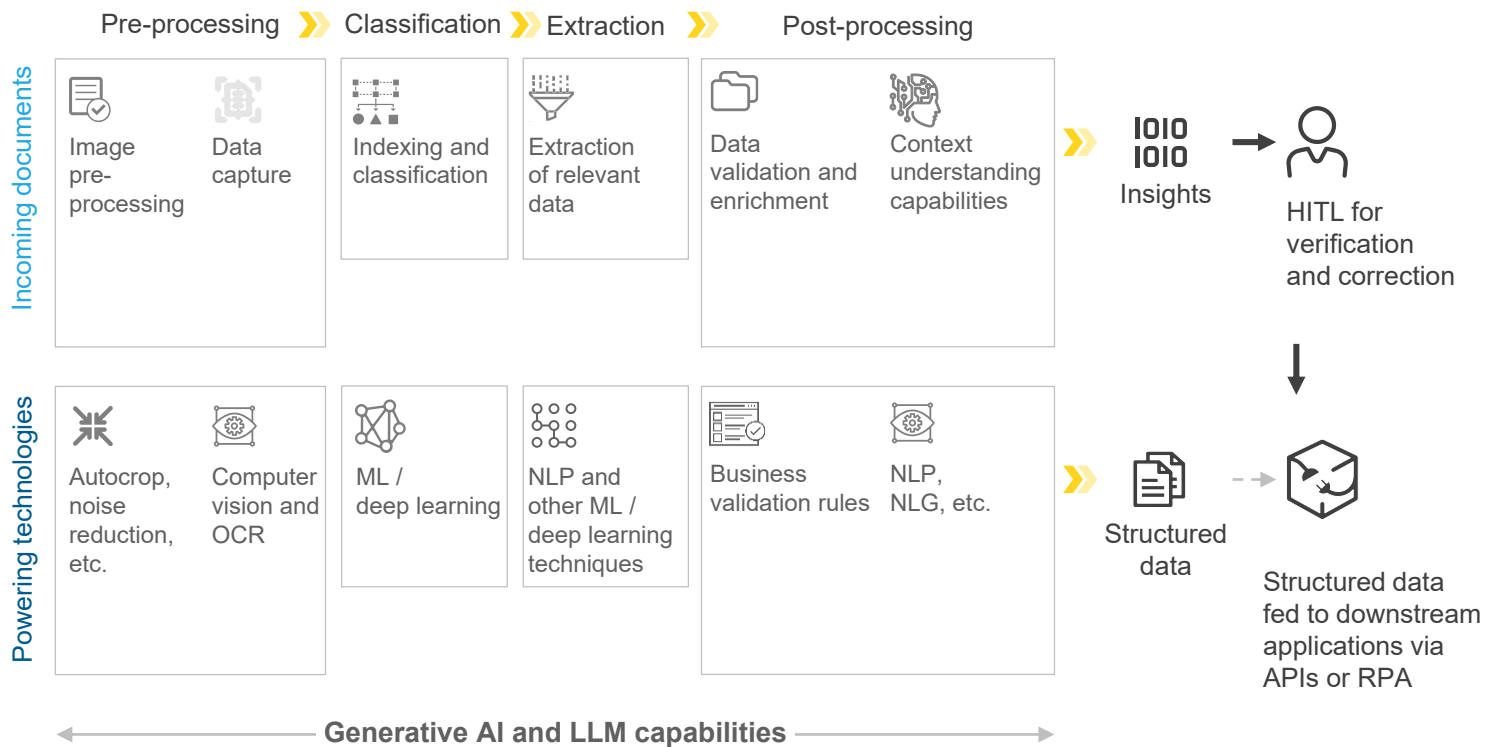 Pre-processing
Classification
Extraction
Post-processing
Incoming documents
Image
pre-
processing
Data
capture
Indexing and
classification
Extraction
of relevant
data
Data
validation and
enrichment
Context
understanding
capabilities
IOIO
IOIO
Insights
HITL for
verification
and correction
Powering technologies
Autocrop,
noise
reduction,
etc.
Computer
vision and
OCR
ML /
deep learning
NLP and
other ML /
deep learning
techniques
Business
validation rules
NLP,
NLG, etc.
Structured
data
Structured data
fed to downstream
applications via
APIs or RPA
Generative AI and LLM capabilities